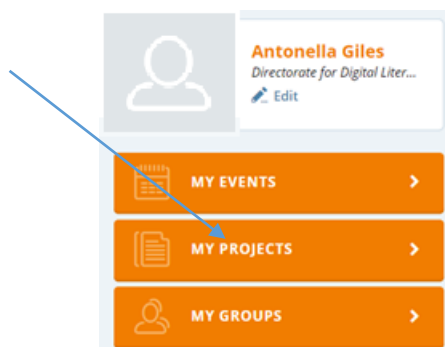 Antonella Giles
Directorate for Digital Liter...
Edit
MY EVENTS
MY PROJECTS
MY GROUPS